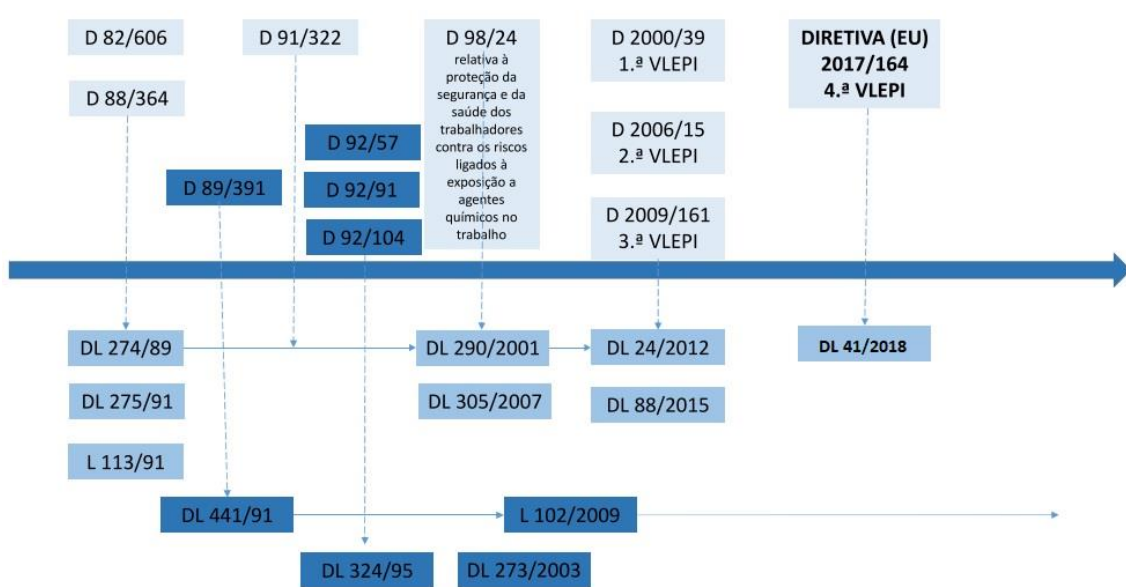 D 82/606
D 88/364
D 91/322
D 89/391
D 92/57
D 92/91
D 92/104
D 98/24
relativa à
proteção da
segurança e da
saúde dos
trabalhadores
contra os riscos
ligados à
exposição a
agentes
químicos no
trabalho
D 2000/39
1.ª VLEPI
D 2006/15
2.ª VLEPI
D 2009/161
3.ª VLEPI
DIRETIVA (EU)
2017/164
4.ª VLEPI
DL 274/89
DL 290/2001
DL 24/2012
DL 41/2018
DL 275/91
DL 305/2007
DL 88/2015
L 113/91
DL 441/91
L 102/2009
DL 324/95
DL 273/2003